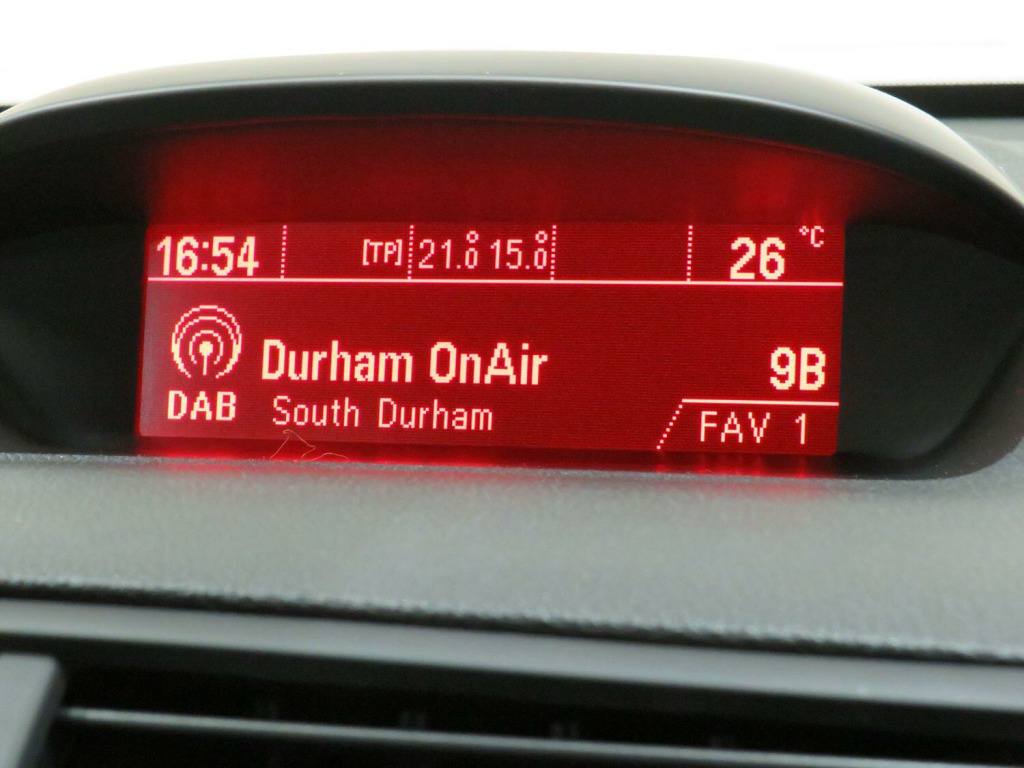 16:54 [TP] 21.0° 15.0° 26 °C
Durham OnAir 9B
DAB South Durham FAV 1